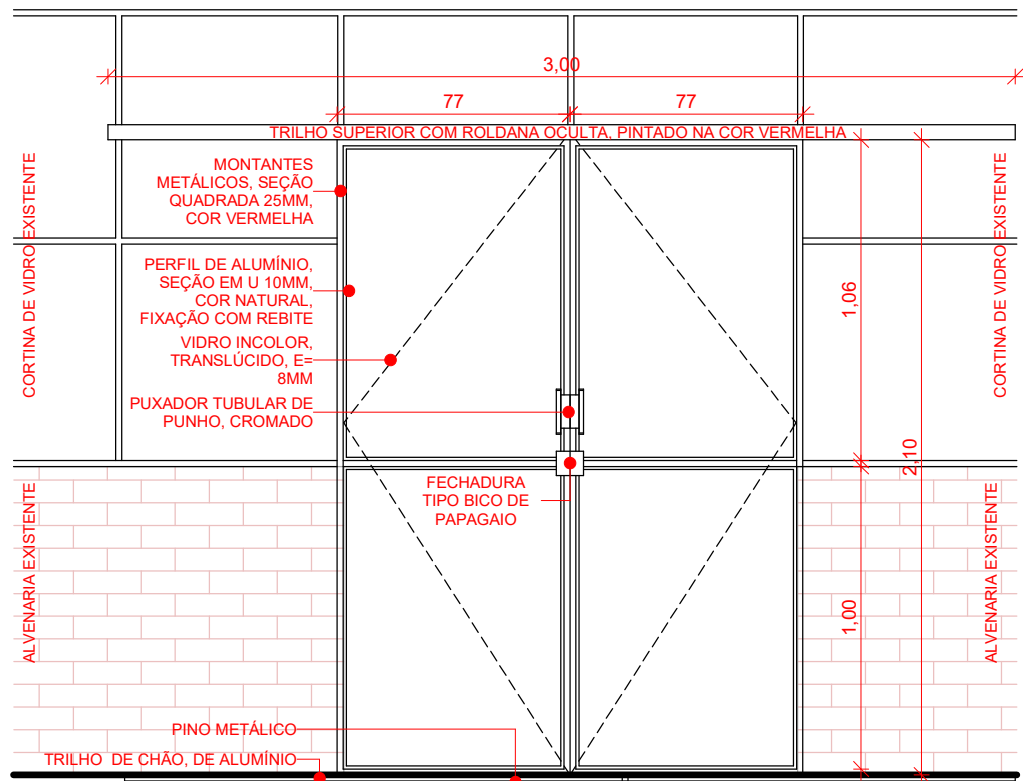 3,00
77
77
TRILHO SUPERIOR COM ROLDANA OCULTA, PINTADO NA COR VERMELHA
MONTANTES
METÁLICOS, SEÇÃO
QUADRADA 25MM,
COR VERMELHA
CORTINA DE VIDRO EXISTENTE
CORTINA DE VIDRO EXISTENTE
PERFIL DE ALUMÍNIO,
SEÇÃO EM U 10MM,
COR NATURAL,
FIXAÇÃO COM REBITE
1,06
VIDRO INCOLOR,
TRANSLÚCIDO, E=
8MM
PUXADOR TUBULAR DE
PUNHO, CROMADO
2,10
FECHADURA
TIPO BICO DE
PAPAGAIO
ALVENARIA EXISTENTE
ALVENARIA EXISTENTE
1,00
PINO METÁLICO
TRILHO DE CHÃO, DE ALUMÍNIO